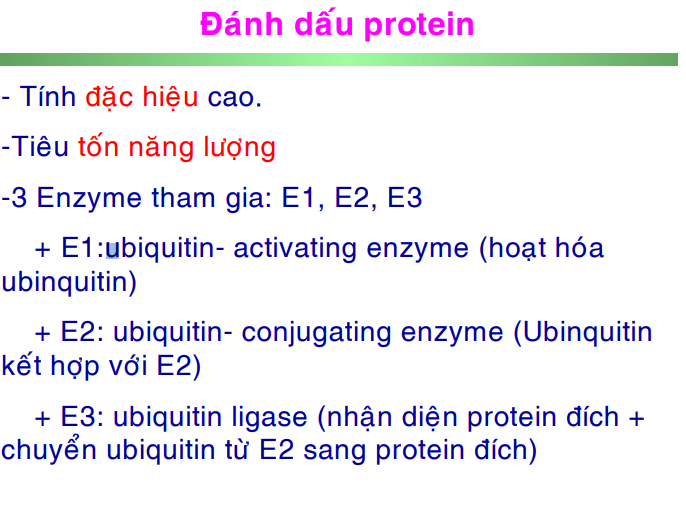 Đánh dấu protein
- Tính đặc hiệu cao.
-Tiêu tốn năng lượng
-3 Enzyme tham gia: E1, E2, E3
+ E1:ubiquitin- activating enzyme (hoạt hóa
ubinquitin)
+ E2: ubiquitin- conjugating enzyme (Ubinquitin
kết hợp với E2)
+ E3: ubiquitin ligase (nhận diện protein đích +
chuyển ubiquitin từ E2 sang protein đích)